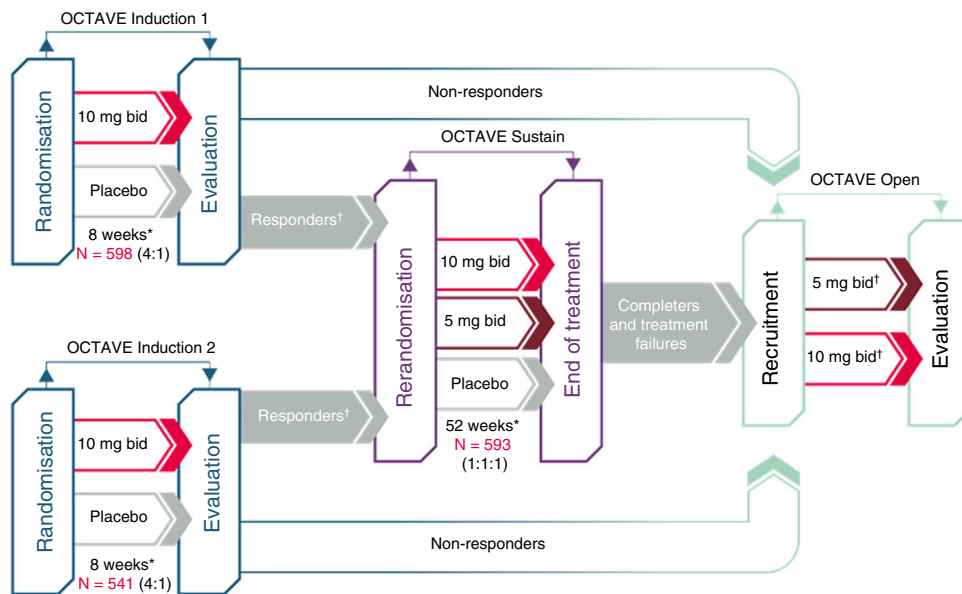 OCTAVE Induction 1
Randomisation
10 mg bid
Placebo
8 weeks*
N = 598 (4:1)
Evaluation
Non-responders
Responders†
OCTAVE Sustain
Rerandomisation
10 mg bid
5 mg bid
Placebo
52 weeks*
N = 593
(1:1:1)
End of treatment
Completers
and treatment
failures
OCTAVE Open
Recruitment
5 mg bid†
10 mg bid†
Evaluation
OCTAVE Induction 2
Randomisation
10 mg bid
Placebo
8 weeks*
N = 541 (4:1)
Evaluation
Responders†
Non-responders